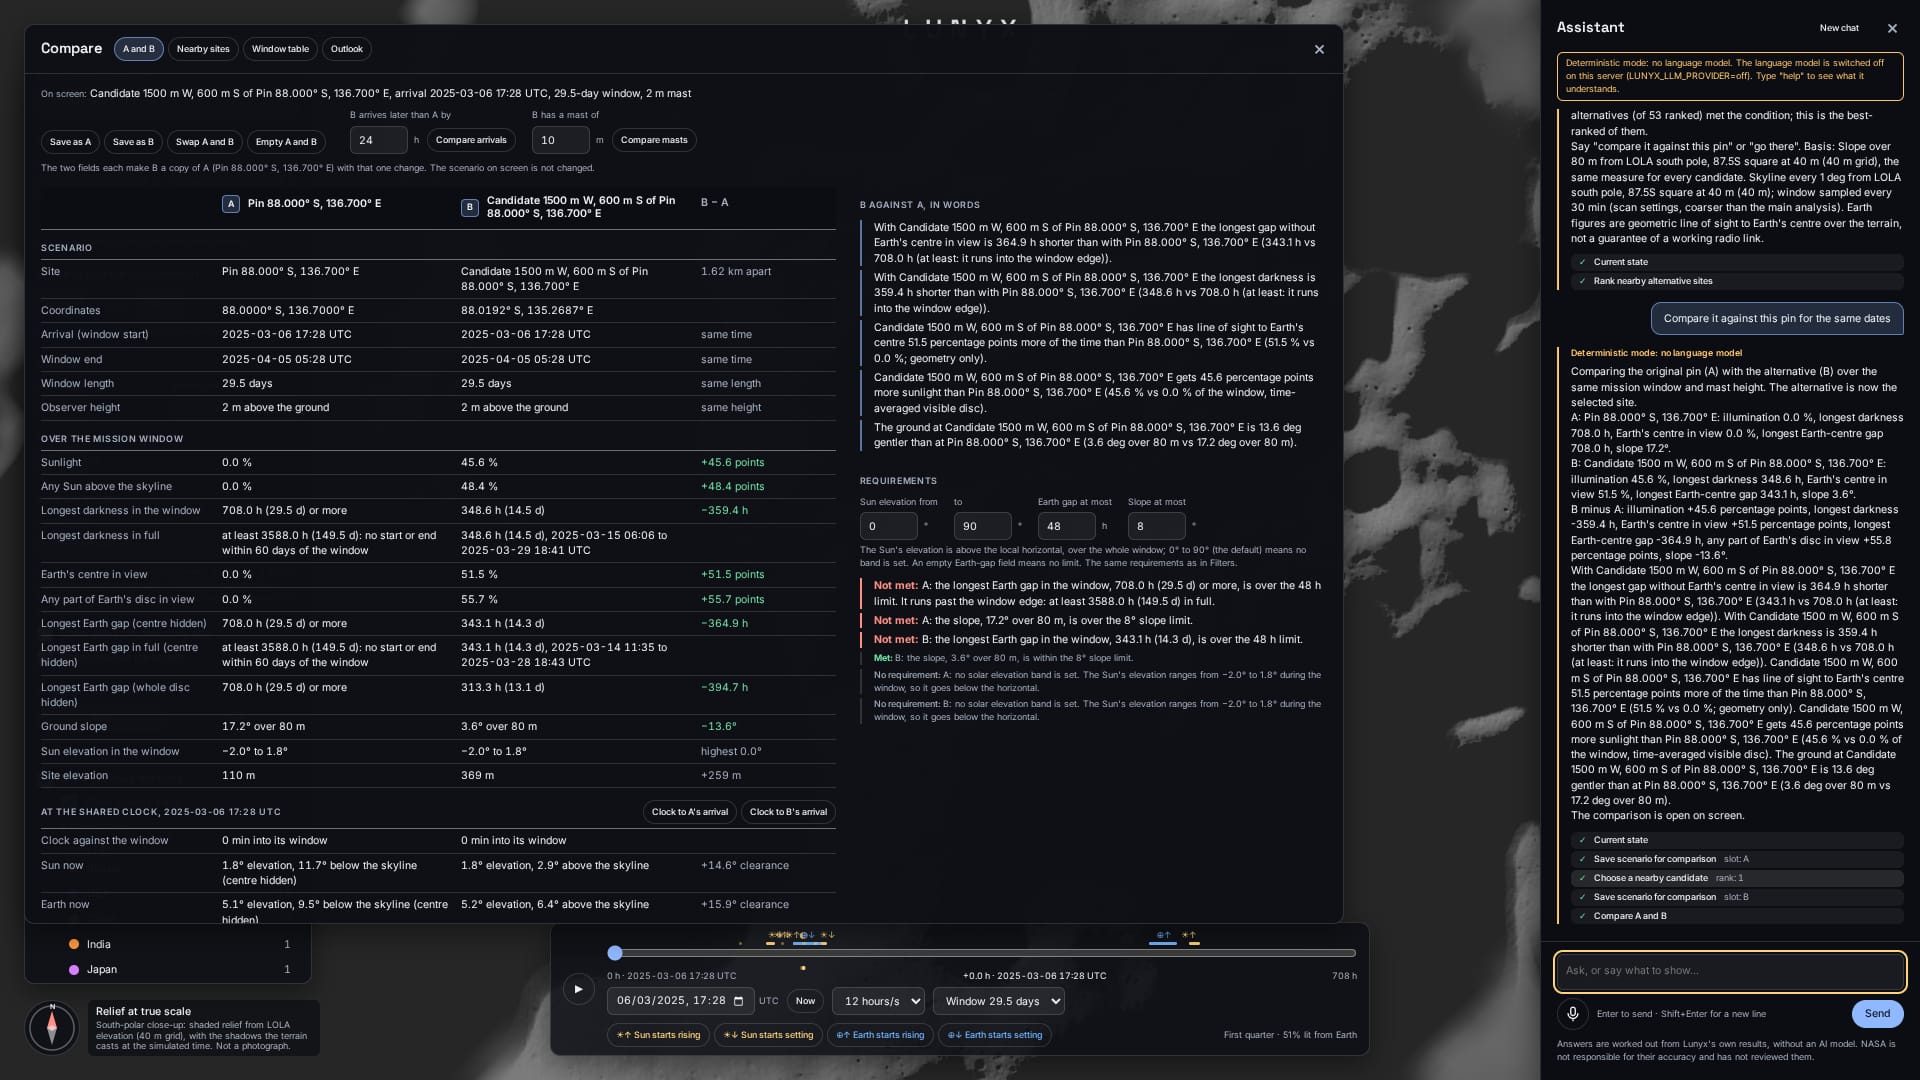 LUNYX
Compare
A and B
Nearby sites
Window table
Outlook
On screen: Candidate 1500 m W, 600 m S of Pin 88.000° S, 136.700° E, arrival 2025-03-06 17:28 UTC, 29.5-day window, 2 m mast
Save as A
Save as B
Swap A and B
Empty A and B
B arrives later than A by
24 h
Compare arrivals
B has a mast of
10 m
Compare masts
The two fields each make B a copy of A (Pin 88.000° S, 136.700° E) with that one change. The scenario on screen is not changed.
A Pin 88.000° S, 136.700° E
B Candidate 1500 m W, 600 m S of Pin
88.000° S, 136.700° E
B − A
SCENARIO
Site Pin 88.000° S, 136.700° E Candidate 1500 m W, 600 m S of Pin 1.62 km apart
88.000° S, 136.700° E
Coordinates 88.0000° S, 136.7000° E 88.0192° S, 135.2687° E
Arrival (window start) 2025-03-06 17:28 UTC 2025-03-06 17:28 UTC same time
Window end 2025-04-05 05:28 UTC 2025-04-05 05:28 UTC same time
Window length 29.5 days 29.5 days same length
Observer height 2 m above the ground 2 m above the ground same height
OVER THE MISSION WINDOW
Sunlight 0.0 % 45.6 % +45.6 points
Any Sun above the skyline 0.0 % 48.4 % +48.4 points
Longest darkness in the window 708.0 h (29.5 d) or more 348.6 h (14.5 d) −359.4 h
Longest darkness in full at least 3588.0 h (149.5 d): no start or end 348.6 h (14.5 d), 2025-03-15 06:06 to
within 60 days of the window 2025-03-29 18:41 UTC
Earth's centre in view 0.0 % 51.5 % +51.5 points
Any part of Earth's disc in view 0.0 % 55.7 % +55.7 points
Longest Earth gap (centre hidden) 708.0 h (29.5 d) or more 343.1 h (14.3 d) −364.9 h
Longest Earth gap in full (centre at least 3588.0 h (149.5 d): no start or end 343.1 h (14.3 d), 2025-03-14 11:35 to
hidden) within 60 days of the window 2025-03-28 18:43 UTC
Longest Earth gap (whole disc 708.0 h (29.5 d) or more 313.3 h (13.1 d) −394.7 h
hidden)
Ground slope 17.2° over 80 m 3.6° over 80 m −13.6°
Sun elevation in the window −2.0° to 1.8° −2.0° to 1.8° highest 0.0°
Site elevation 110 m 369 m +259 m
AT THE SHARED CLOCK, 2025-03-06 17:28 UTC
Clock to A's arrival
Clock to B's arrival
Clock against the window 0 min into its window 0 min into its window
Sun now 1.8° elevation, 11.7° below the skyline 1.8° elevation, 2.9° above the skyline +14.6° clearance
(centre hidden)
Earth now 5.1° elevation, 9.5° below the skyline (centre 5.2° elevation, 6.4° above the skyline +15.9° clearance
hidden)
B AGAINST A, IN WORDS
With Candidate 1500 m W, 600 m S of Pin 88.000° S, 136.700° E the longest gap without
Earth's centre in view is 364.9 h shorter than with Pin 88.000° S, 136.700° E (343.1 h vs
708.0 h (at least: it runs into the window edge)).
With Candidate 1500 m W, 600 m S of Pin 88.000° S, 136.700° E the longest darkness is
359.4 h shorter than with Pin 88.000° S, 136.700° E (348.6 h vs 708.0 h (at least: it runs
into the window edge)).
Candidate 1500 m W, 600 m S of Pin 88.000° S, 136.700° E has line of sight to Earth's
centre 51.5 percentage points more of the time than Pin 88.000° S, 136.700° E (51.5 % vs
0.0 %; geometry only).
Candidate 1500 m W, 600 m S of Pin 88.000° S, 136.700° E gets 45.6 percentage points
more sunlight than Pin 88.000° S, 136.700° E (45.6 % vs 0.0 % of the window, time-
averaged visible disc).
The ground at Candidate 1500 m W, 600 m S of Pin 88.000° S, 136.700° E is 13.6 deg
gentler than at Pin 88.000° S, 136.700° E (3.6 deg over 80 m vs 17.2 deg over 80 m).
REQUIREMENTS
Sun elevation from to Earth gap at most Slope at most
0 ° 90 ° 48 h 8 °
The Sun's elevation is above the local horizontal, over the whole window; 0° to 90° (the default) means no
band is set. An empty Earth-gap field means no limit. The same requirements as in Filters.
Not met: A: the longest Earth gap in the window, 708.0 h (29.5 d) or more, is over the 48 h
limit. It runs past the window edge: at least 3588.0 h (149.5 d) in full.
Not met: A: the slope, 17.2° over 80 m, is over the 8° slope limit.
Not met: B: the longest Earth gap in the window, 343.1 h (14.3 d), is over the 48 h limit.
Met: B: the slope, 3.6° over 80 m, is within the 8° slope limit.
No requirement: A: no solar elevation band is set. The Sun's elevation ranges from −2.0° to 1.8° during the
window, so it goes below the horizontal.
No requirement: B: no solar elevation band is set. The Sun's elevation ranges from −2.0° to 1.8° during the
window, so it goes below the horizontal.
India 1
Japan 1
N
Relief at true scale
South-polar close-up: shaded relief from LOLA
elevation (40 m grid), with the shadows the terrain
casts at the simulated time. Not a photograph.
0 h · 2025-03-06 17:28 UTC
+0.0 h · 2025-03-06 17:28 UTC
708 h
06/03/2025, 17:28 UTC
Now
12 hours/s
Window 29.5 days
Sun starts rising
Sun starts setting
Earth starts rising
Earth starts setting
First quarter · 51% lit from Earth
Assistant
New chat
Deterministic mode: no language model. The language model is switched off
on this server (LUNYX_LLM_PROVIDER=off). Type "help" to see what it
understands.
alternatives (of 53 ranked) met the condition; this is the best-
ranked of them.
Say "compare it against this pin" or "go there". Basis: Slope over
80 m from LOLA south pole, 87.5S square at 40 m (40 m grid), the
same measure for every candidate. Skyline every 1 deg from LOLA
south pole, 87.5S square at 40 m (40 m); window sampled every
30 min (scan settings, coarser than the main analysis). Earth
figures are geometric line of sight to Earth's centre over the terrain,
not a guarantee of a working radio link.
Current state
Rank nearby alternative sites
Compare it against this pin for the same dates
Deterministic mode: no language model
Comparing the original pin (A) with the alternative (B) over the
same mission window and mast height. The alternative is now the
selected site.
A: Pin 88.000° S, 136.700° E: illumination 0.0 %, longest darkness
708.0 h, Earth's centre in view 0.0 %, longest Earth-centre gap
708.0 h, slope 17.2°.
B: Candidate 1500 m W, 600 m S of Pin 88.000° S, 136.700° E:
illumination 45.6 %, longest darkness 348.6 h, Earth's centre in
view 51.5 %, longest Earth-centre gap 343.1 h, slope 3.6°.
B minus A: illumination +45.6 percentage points, longest darkness
-359.4 h, Earth's centre in view +51.5 percentage points, longest
Earth-centre gap -364.9 h, any part of Earth's disc in view +55.8
percentage points, slope -13.6°.
With Candidate 1500 m W, 600 m S of Pin 88.000° S, 136.700° E
the longest gap without Earth's centre in view is 364.9 h shorter
than with Pin 88.000° S, 136.700° E (343.1 h vs 708.0 h (at least:
it runs into the window edge)). With Candidate 1500 m W, 600 m S
of Pin 88.000° S, 136.700° E the longest darkness is 359.4 h
shorter than with Pin 88.000° S, 136.700° E (348.6 h vs 708.0 h
(at least: it runs into the window edge)). Candidate 1500 m W, 600
m S of Pin 88.000° S, 136.700° E has line of sight to Earth's centre
51.5 percentage points more of the time than Pin 88.000° S,
136.700° E (51.5 % vs 0.0 %; geometry only). Candidate 1500 m W,
600 m S of Pin 88.000° S, 136.700° E gets 45.6 percentage points
more sunlight than Pin 88.000° S, 136.700° E (45.6 % vs 0.0 % of
the window, time-averaged visible disc). The ground at Candidate
1500 m W, 600 m S of Pin 88.000° S, 136.700° E is 13.6 deg
gentler than at Pin 88.000° S, 136.700° E (3.6 deg over 80 m vs
17.2 deg over 80 m).
The comparison is open on screen.
Current state
Save scenario for comparison slot: A
Choose a nearby candidate rank: 1
Save scenario for comparison slot: B
Compare A and B
Ask, or say what to show...
Enter to send · Shift+Enter for a new line
Send
Answers are worked out from Lunyx's own results, without an AI model. NASA is
not responsible for their accuracy and has not reviewed them.